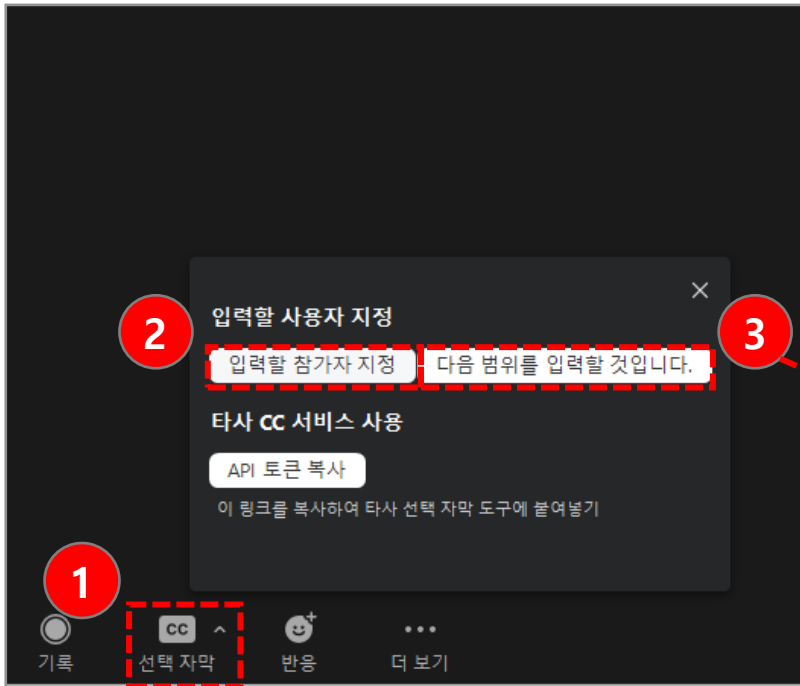 2
입력할 사용자 지정
3
입력할 참가자 지정
다음 범위를 입력할 것입니다.
타사 CC 서비스 사용
API 토큰 복사
이 링크를 복사하여 타사 선택 자막 도구에 붙여넣기
1
CC
기록
선택 자막
반응
더 보기